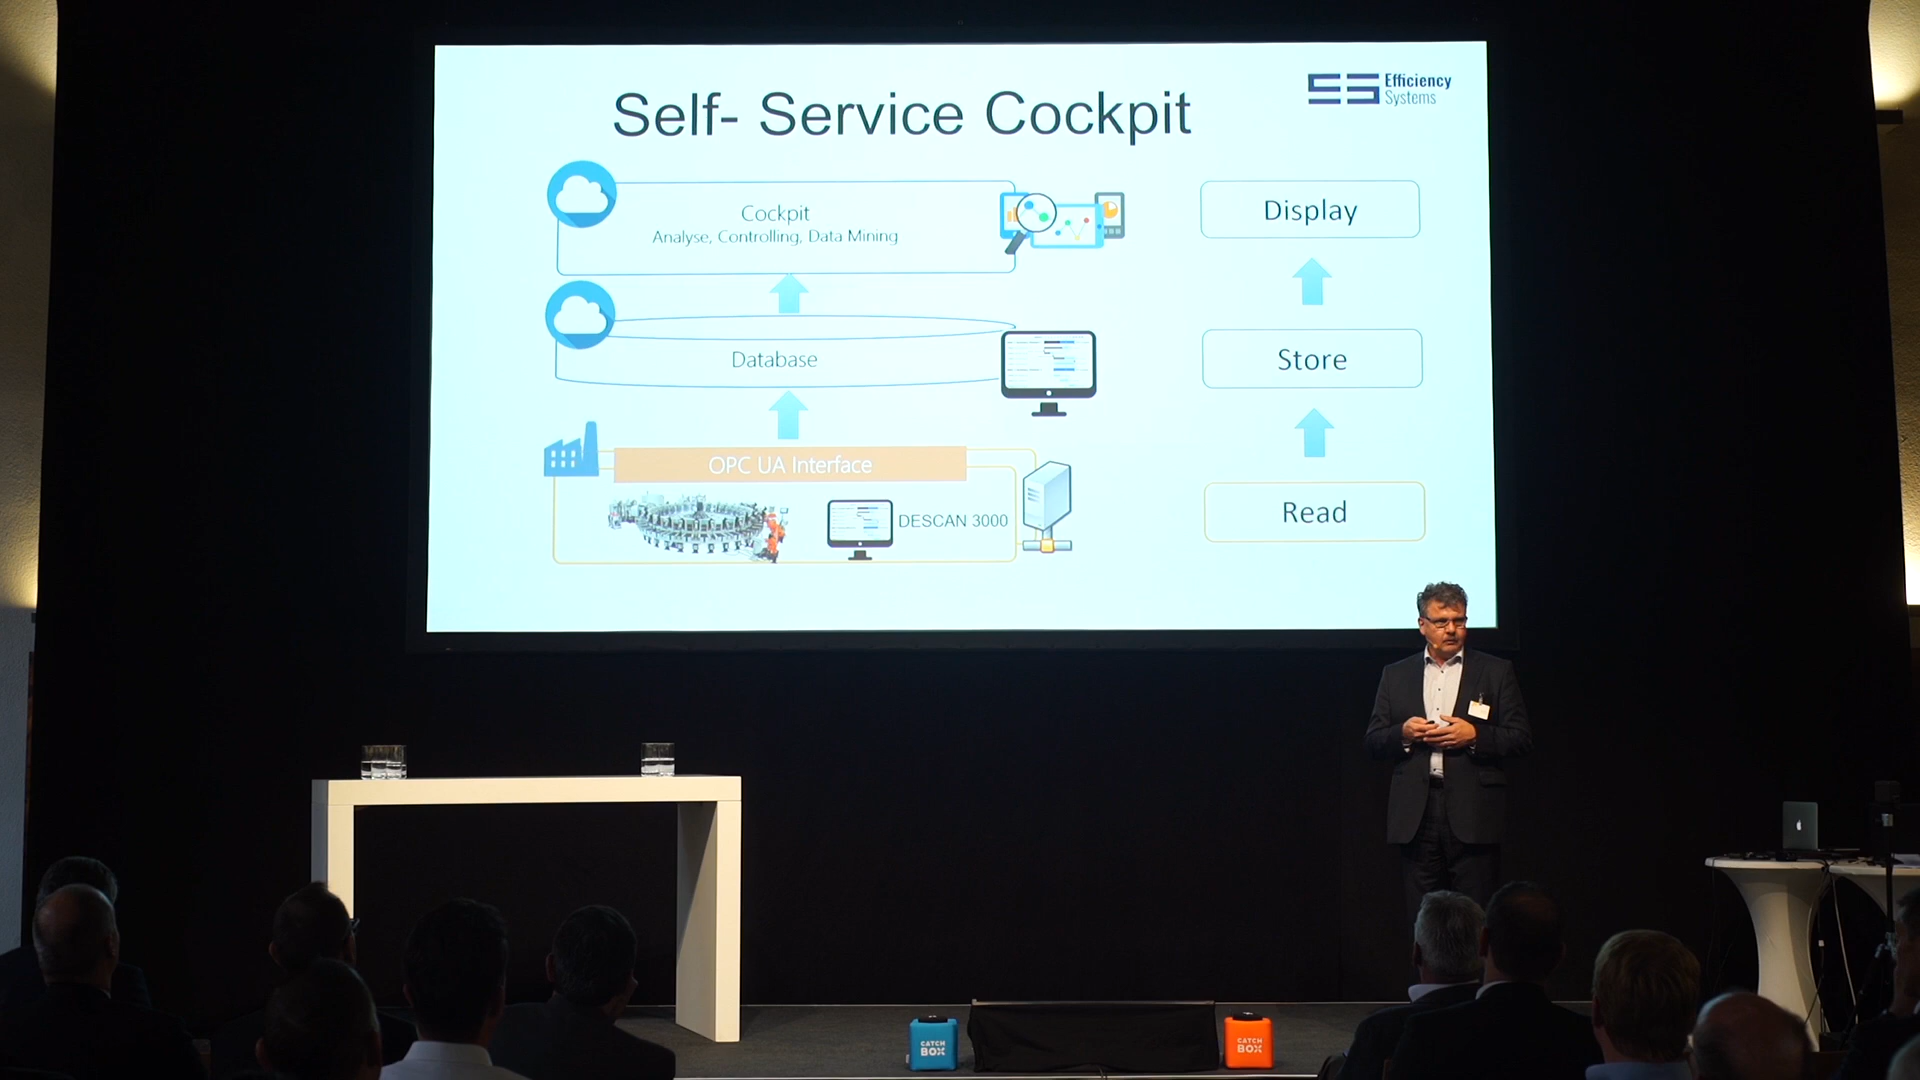 Self- Service Cockpit
Efficiency
Systems
Cockpit
Analyse, Controlling, Data Mining
Display
Database
Store
OPC UA Interface
DESCAN 3000
Read
CATCH
BOX
CATCH
BOX